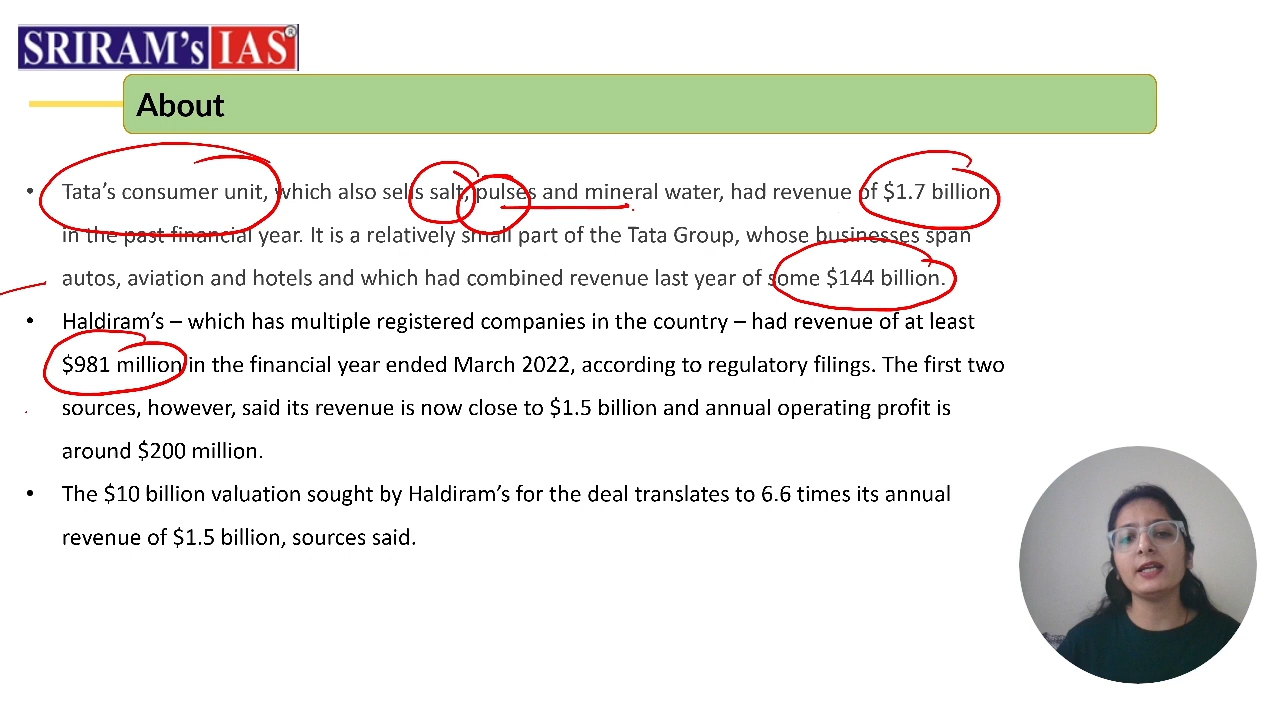 SRIRAM's IAS®
About
• Tata's consumer unit, which also sells salt, pulses and mineral water, had revenue of $1.7 billion
in the past financial year. It is a relatively small part of the Tata Group, whose businesses span
autos, aviation and hotels and which had combined revenue last year of some $144 billion.
• Haldiram's – which has multiple registered companies in the country – had revenue of at least
$981 million in the financial year ended March 2022, according to regulatory filings. The first two
sources, however, said its revenue is now close to $1.5 billion and annual operating profit is
around $200 million.
• The $10 billion valuation sought by Haldiram's for the deal translates to 6.6 times its annual
revenue of $1.5 billion, sources said.